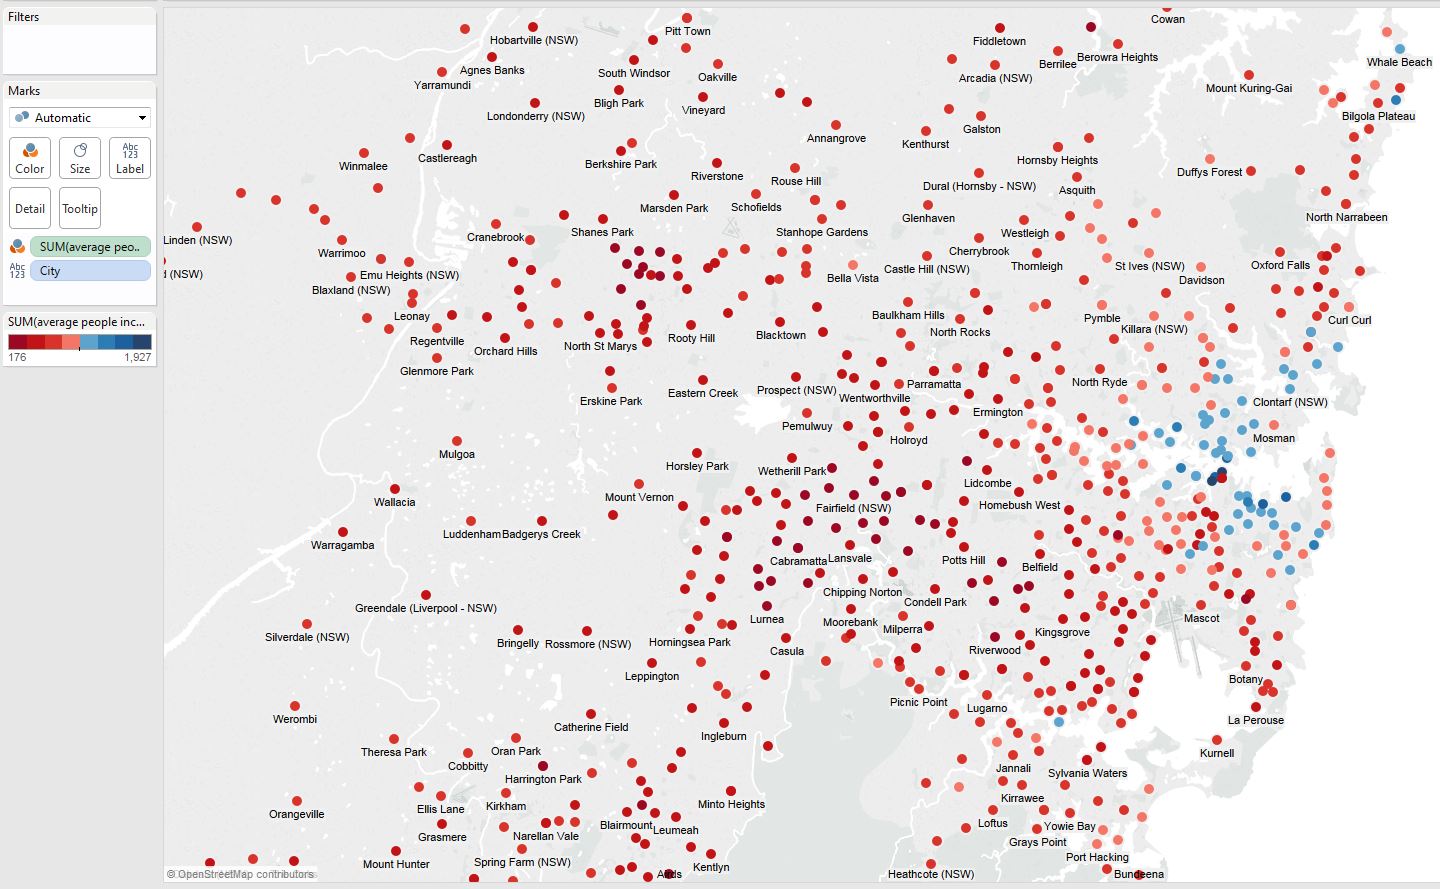 Filters
Marks
Automatic
Color
Size
Abc
123
Label
Detail
Tooltip
SUM(average peo..
Abc
123
City
SUM(average people inc...
176
1,927
Cowan
Pitt Town
Hobartville (NSW)
Fiddletown
Berowra Heights
Whale Beach
Berrilee
Agnes Banks
South Windsor
Oakville
Arcadia (NSW)
Yarramundi
Mount Kuring-Gai
Bligh Park
Vineyard
Londonderry (NSW)
Bilgola Plateau
Galston
Annangrove
Kenthurst
Castlereagh
Hornsby Heights
Winmalee
Berkshire Park
Riverstone
Duffys Forest
Rouse Hill
Dural (Hornsby - NSW)
Asquith
Marsden Park
Schofields
Glenhaven
North Narrabeen
Shanes Park
Stanhope Gardens
Westleigh
Cranebrook
Linden (NSW)
Warrimoo
Cherrybrook
Thornleigh
St Ives (NSW)
Oxford Falls
d (NSW)
Emu Heights (NSW)
Castle Hill (NSW)
Bella Vista
Davidson
Blaxland (NSW)
Leonay
Baulkham Hills
Pymble
Curl Curl
Killara (NSW)
North Rocks
Blacktown
Rooty Hill
Regentville
North St Marys
Orchard Hills
Glenmore Park
Parramatta
North Ryde
Prospect (NSW)
Eastern Creek
Wentworthville
Erskine Park
Clontarf (NSW)
Ermington
Pemulwuy
Holroyd
Mosman
Mulgoa
Horsley Park
Wetherill Park
Lidcombe
Mount Vernon
Wallacia
Homebush West
Fairfield (NSW)
Luddenham
Badgerys Creek
Warragamba
Lansvale
Cabramatta
Potts Hill
Belfield
Chipping Norton
Condell Park
Greendale (Liverpool - NSW)
Lurnea
Mascot
Moorebank
Milperra
Kingsgrove
Silverdale (NSW)
Bringelly
Rossmore (NSW)
Horningsea Park
Casula
Riverwood
Leppington
Botany
Picnic Point
Lugarno
Werombi
La Perouse
Catherine Field
Ingleburn
Theresa Park
Oran Park
Kurnell
Cobbitty
Jannali
Sylvania Waters
Harrington Park
Kirrawee
Minto Heights
Kirkham
Ellis Lane
Orangeville
Loftus
Blairmount
Leumeah
Yowie Bay
Grasmere
Narellan Vale
Grays Point
Port Hacking
Mount Hunter
Spring Farm (NSW)
Kentlyn
© OpenStreetMap contributors
Heathcote (NSW)
Bundeena